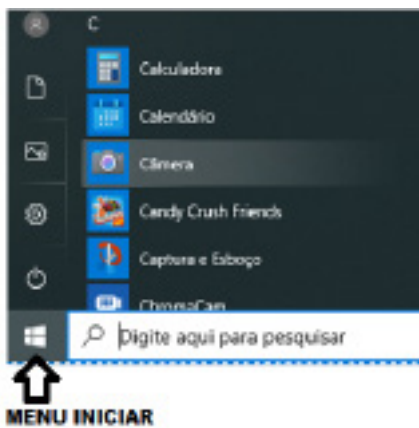 C
Calculadora
Calendário
Câmera
Candy Crush Friends
Captura e Esboço
ChromaCam
Digite aqui para pesquisar
MENU INICIAR